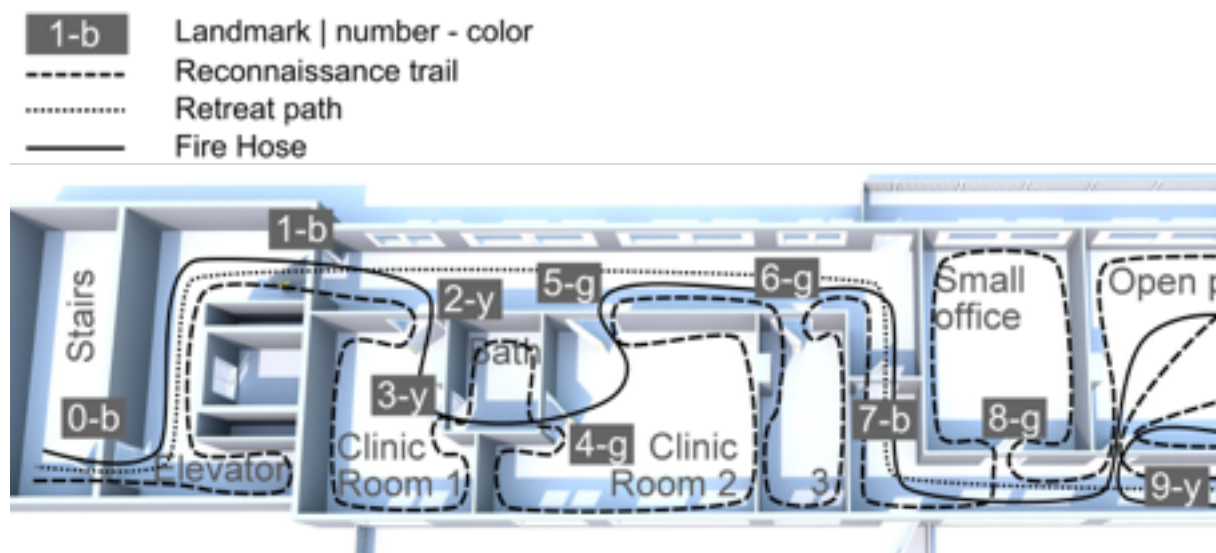 1-b Landmark | number - color
Reconnaissance trail
Retreat path
Fire Hose
1-b
Stairs
2-y
5-g
6-g
Small
office
Open p
Bath
3-y
0-b
Elevator
Clinic
Room 1
4-g
Clinic
Room 2
3
7-b
8-g
9-y